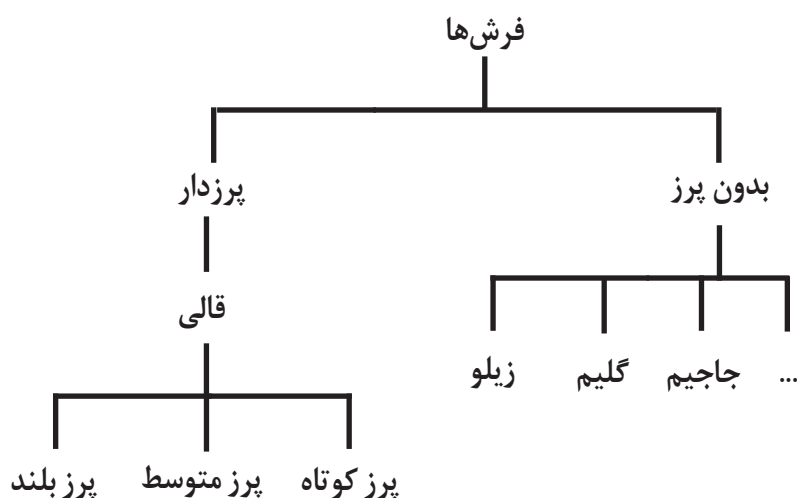 فرش‌ها
بدون پرز
پرزدار
قالی
... جاجیم گلیم زیلو
پرز کوتاه پرز متوسط پرز بلند